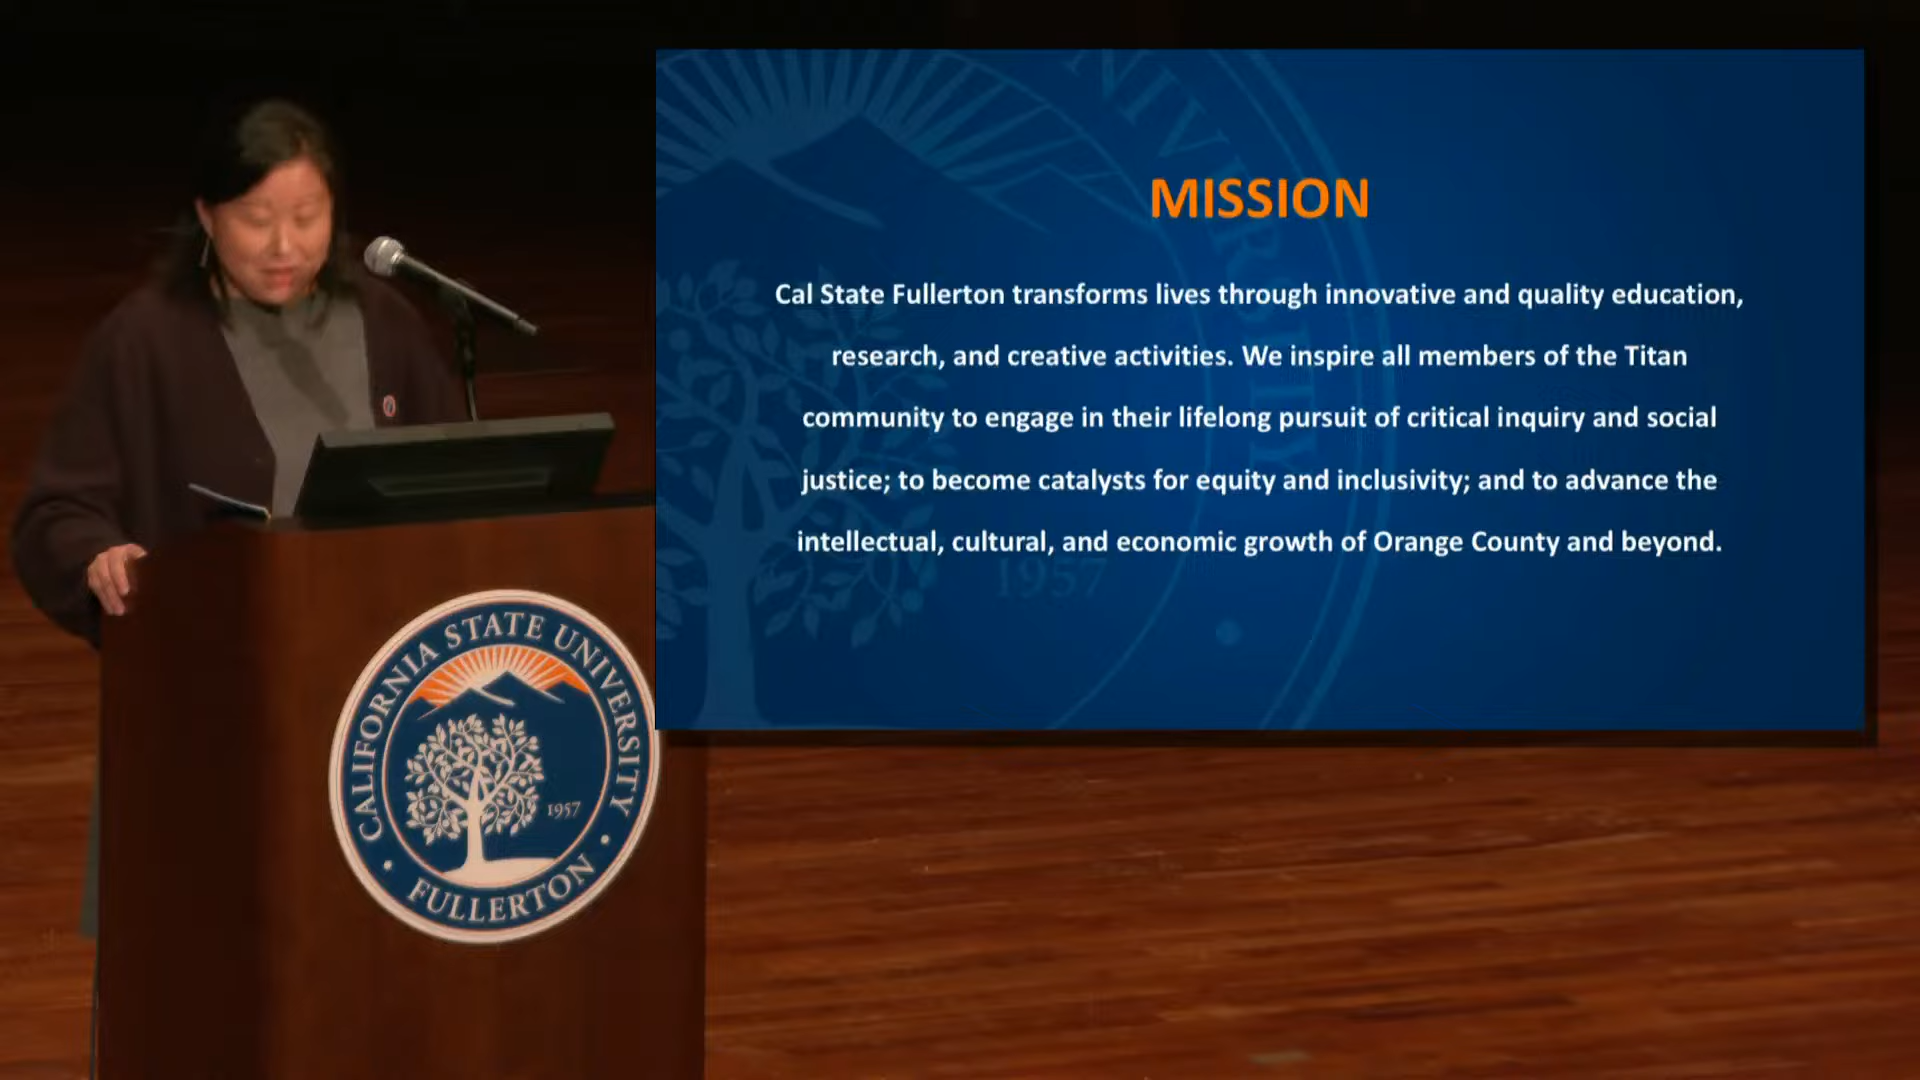 MISSION
Cal State Fullerton transforms lives through innovative and quality education,
research, and creative activities. We inspire all members of the Titan
community to engage in their lifelong pursuit of critical inquiry and social
justice; to become catalysts for equity and inclusivity; and to advance the
intellectual, cultural, and economic growth of Orange County and beyond.
UNIVERSITY
1957
CALIFORNIA STATE UNIVERSITY
1957
• FULLERTON •